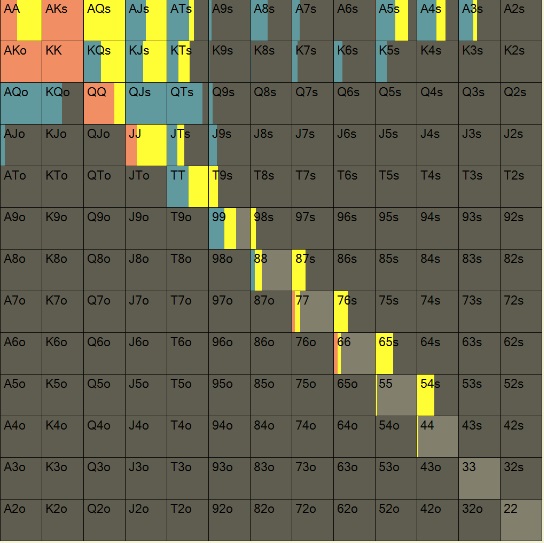 AA AKs AQs AJs ATs A9s A8s A7s A6s A5s A4s A3s A2s
AKo KK KQs KJs KTs K9s K8s K7s K6s K5s K4s K3s K2s
AQo KQo QQ QJs QTs Q9s Q8s Q7s Q6s Q5s Q4s Q3s Q2s
AJo KJo QJo JJ JTs J9s J8s J7s J6s J5s J4s J3s J2s
ATo KTo QTo JTo TT T9s T8s T7s T6s T5s T4s T3s T2s
A9o K9o Q9o J9o T9o 99 98s 97s 96s 95s 94s 93s 92s
A8o K8o Q8o J8o T8o 98o 88 87s 86s 85s 84s 83s 82s
A7o K7o Q7o J7o T7o 97o 87o 77 76s 75s 74s 73s 72s
A6o K6o Q6o J6o T6o 96o 86o 76o 66 65s 64s 63s 62s
A5o K5o Q5o J5o T5o 95o 85o 75o 65o 55 54s 53s 52s
A4o K4o Q4o J4o T4o 94o 84o 74o 64o 54o 44 43s 42s
A3o K3o Q3o J3o T3o 93o 83o 73o 63o 53o 43o 33 32s
A2o K2o Q2o J2o T2o 92o 82o 72o 62o 52o 42o 32o 22